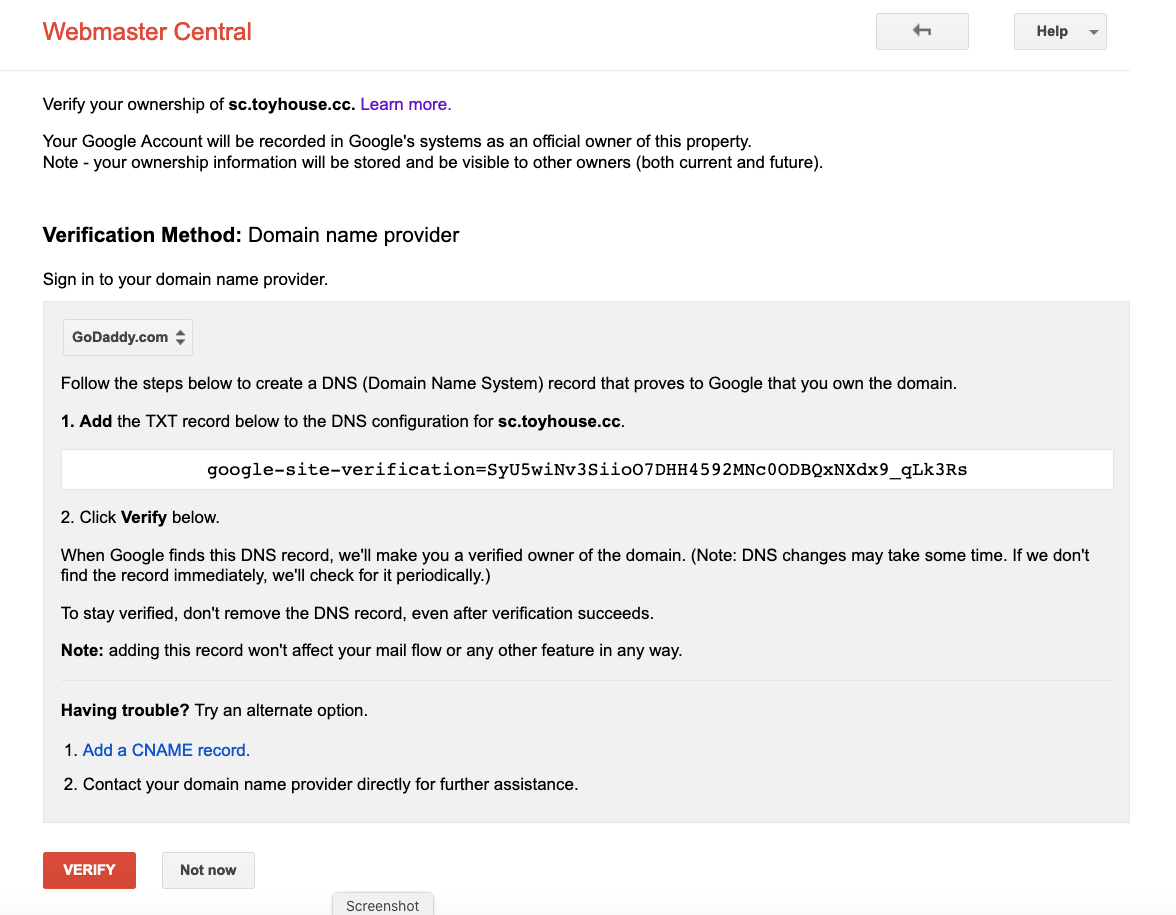 Webmaster Central
Help
Verify your ownership of sc.toyhouse.cc. Learn more.
Your Google Account will be recorded in Google's systems as an official owner of this property.
Note - your ownership information will be stored and be visible to other owners (both current and future).
Verification Method: Domain name provider
Sign in to your domain name provider.
GoDaddy.com
Follow the steps below to create a DNS (Domain Name System) record that proves to Google that you own the domain.
1. Add the TXT record below to the DNS configuration for sc.toyhouse.cc.
google-site-verification=SyU5wiNv3SiioO7DHH4592MNc0ODBQxNXdx9_qLk3Rs
2. Click Verify below.
When Google finds this DNS record, we'll make you a verified owner of the domain. (Note: DNS changes may take some time. If we don't
find the record immediately, we'll check for it periodically.)
To stay verified, don't remove the DNS record, even after verification succeeds.
Note: adding this record won't affect your mail flow or any other feature in any way.
Having trouble? Try an alternate option.
1. Add a CNAME record.
2. Contact your domain name provider directly for further assistance.
VERIFY
Not now
Screenshot